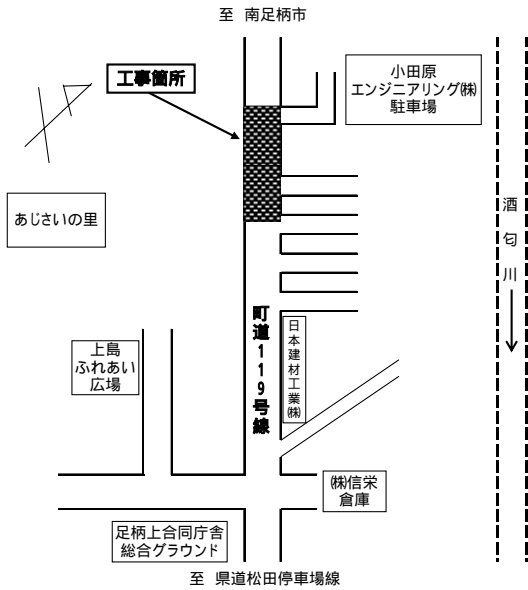 至 南足柄市
工事箇所
小田原
エンジニアリング㈱
駐車場
あじさいの里
酒匂川
町道119号線
日本建材工業㈱
上島
ふれあい
広場
㈱信栄
倉庫
足柄上合同庁舎
総合グラウンド
至 県道松田停車場線